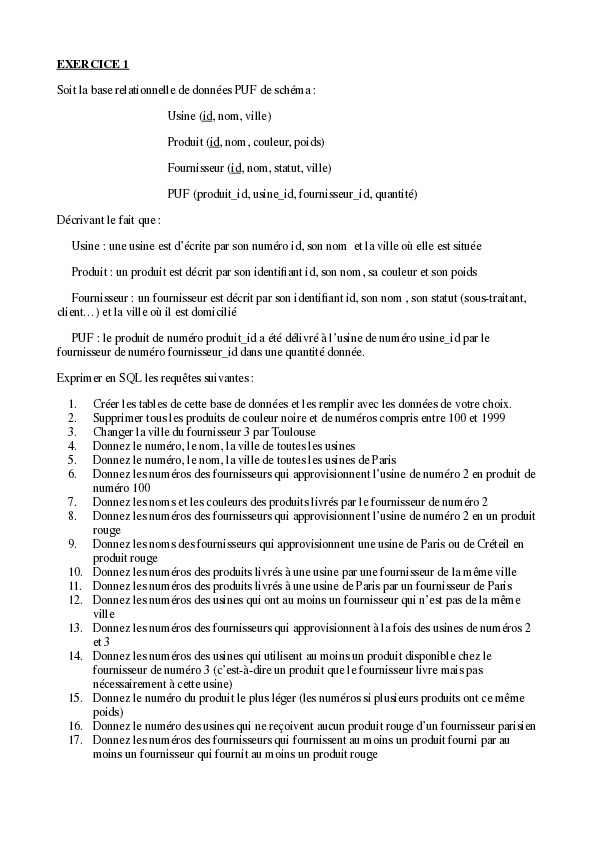 EXERCICE 1
Soit la base relationnelle de données PUF de schéma :
Usine (id, nom, ville)
Produit (id, nom, couleur, poids)
Fournisseur (id, nom, statut, ville)
PUF (produit_id, usine_id, fournisseur_id, quantité)
Décrivant le fait que :
Usine : une usine est d'écrite par son numéro id, son nom et la ville où elle est située
Produit : un produit est décrit par son identifiant id, son nom, sa couleur et son poids
Fournisseur : un fournisseur est décrit par son identifiant id, son nom , son statut (sous-traitant,
client…) et la ville où il est domicilié
PUF : le produit de numéro produit_id a été délivré à l'usine de numéro usine_id par le
fournisseur de numéro fournisseur_id dans une quantité donnée.
Exprimer en SQL les requêtes suivantes :
1. Créer les tables de cette base de données et les remplir avec les données de votre choix.
2. Supprimer tous les produits de couleur noire et de numéros compris entre 100 et 1999
3. Changer la ville du fournisseur 3 par Toulouse
4. Donnez le numéro, le nom, la ville de toutes les usines
5. Donnez le numéro, le nom, la ville de toutes les usines de Paris
6. Donnez les numéros des fournisseurs qui approvisionnent l'usine de numéro 2 en produit de
numéro 100
7. Donnez les noms et les couleurs des produits livrés par le fournisseur de numéro 2
8. Donnez les numéros des fournisseurs qui approvisionnent l'usine de numéro 2 en un produit
rouge
9. Donnez les noms des fournisseurs qui approvisionnent une usine de Paris ou de Créteil en
produit rouge
10. Donnez les numéros des produits livrés à une usine par une fournisseur de la même ville
11. Donnez les numéros des produits livrés à une usine de Paris par un fournisseur de Paris
12. Donnez les numéros des usines qui ont au moins un fournisseur qui n'est pas de la même
ville
13. Donnez les numéros des fournisseurs qui approvisionnent à la fois des usines de numéros 2
et 3
14. Donnez les numéros des usines qui utilisent au moins un produit disponible chez le
fournisseur de numéro 3 (c'est-à-dire un produit que le fournisseur livre mais pas
nécessairement à cette usine)
15. Donnez le numéro du produit le plus léger (les numéros si plusieurs produits ont ce même
poids)
16. Donnez le numéro des usines qui ne reçoivent aucun produit rouge d'un fournisseur parisien
17. Donnez les numéros des fournisseurs qui fournissent au moins un produit fourni par au
moins un fournisseur qui fournit au moins un produit rouge